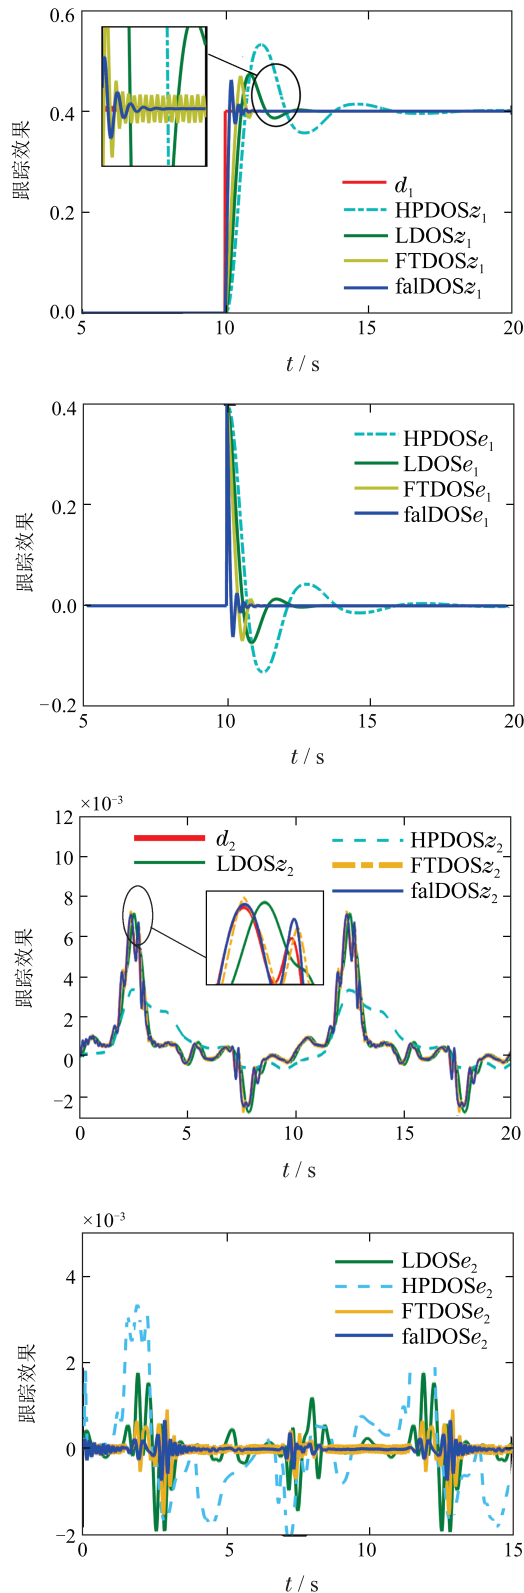 0.6
跟踪效果
0.4
0.2
0.0
d₁
HPDOSz₁
LDOSz₁
FTDOSz₁
falDOSz₁
5 10 15 20
t / s
0.4
跟踪效果
0.2
0.0
−0.2
HPDOSe₁
LDOSe₁
FTDOSe₁
falDOSe₁
5 10 15 20
t / s
×10⁻³
12
跟踪效果
10
8
6
4
2
0
−2
d₂
LDOSz₂
HPDOSz₂
FTDOSz₂
falDOSz₂
0 5 10 15 20
t / s
×10⁻³
跟踪效果
4
2
0
−2
LDOSe₂
HPDOSe₂
FTDOSe₂
falDOSe₂
0 5 10 15
t / s